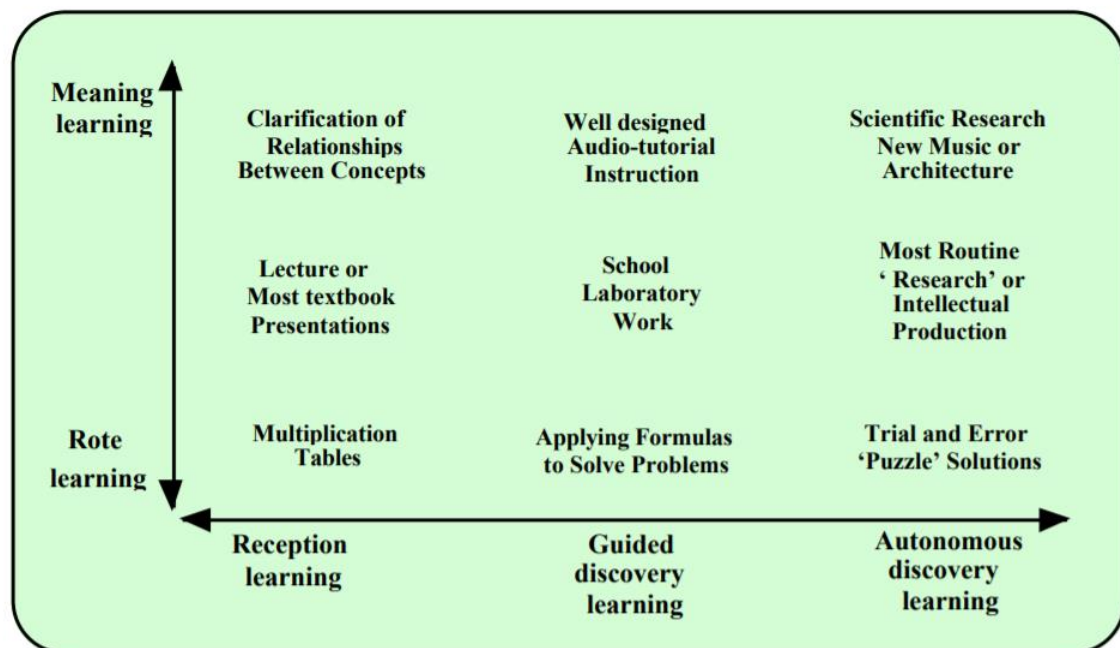 Meaning
learning
Clarification of
Relationships
Between Concepts
Well designed
Audio-tutorial
Instruction
Scientific Research
New Music or
Architecture
Lecture or
Most textbook
Presentations
School
Laboratory
Work
Most Routine
‘ Research’ or
Intellectual
Production
Rote
learning
Multiplication
Tables
Applying Formulas
to Solve Problems
Trial and Error
‘Puzzle’ Solutions
Reception
learning
Guided
discovery
learning
Autonomous
discovery
learning